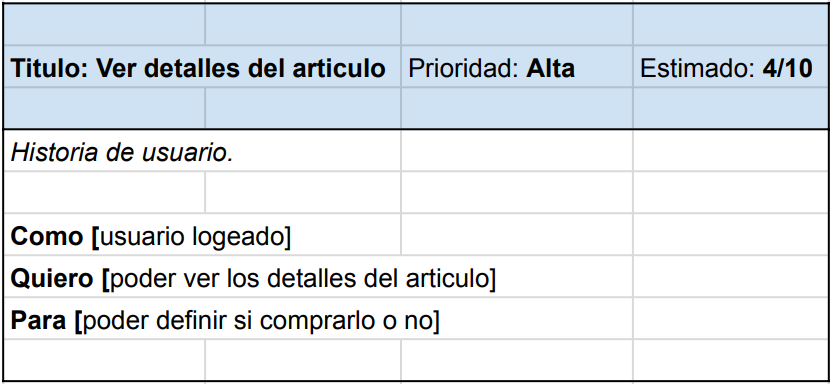 Titulo: Ver detalles del articulo Prioridad: Alta Estimado: 4/10
Historia de usuario.
Como [usuario logeado]
Quiero [poder ver los detalles del articulo]
Para [poder definir si comprarlo o no]